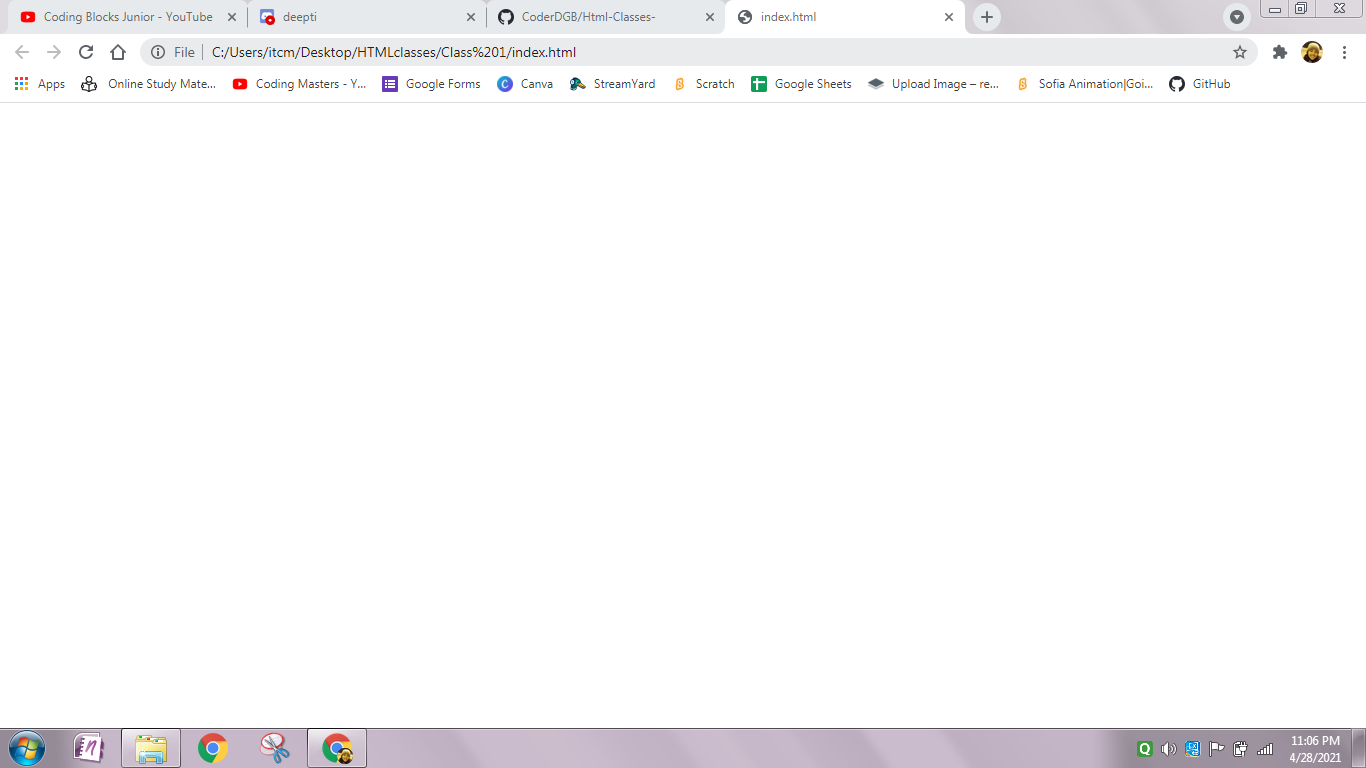 Coding Blocks Junior - YouTube
deepti
CoderDGB/Html-Classes-
index.html
File
C:/Users/itcm/Desktop/HTMLclasses/Class%201/index.html
Apps
Online Study Mate...
Coding Masters - Y...
Google Forms
Canva
StreamYard
Scratch
Google Sheets
Upload Image – re...
Sofia Animation|Goi...
GitHub
11:06 PM
4/28/2021